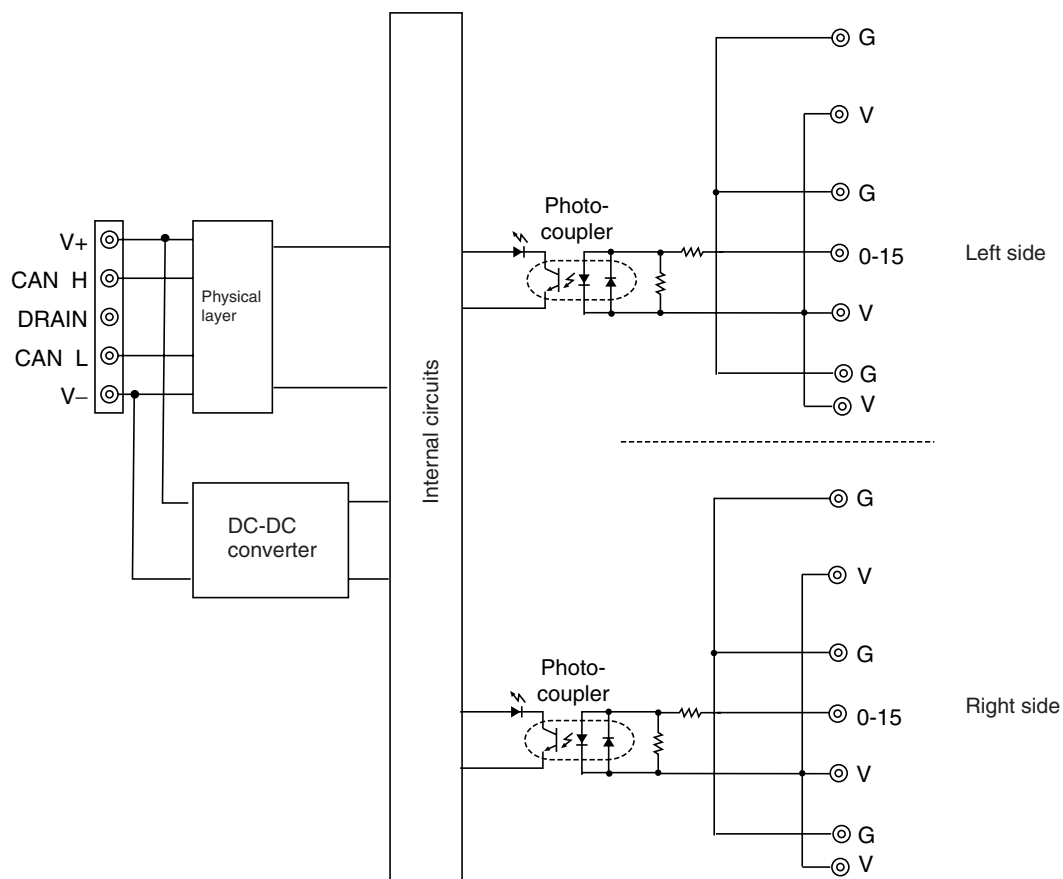 V+
CAN H
DRAIN
CAN L
V–
Physical
layer
DC-DC
converter
Internal circuits
Photo-
coupler
G
V
G
0-15
V
G
V
Left side
Photo-
coupler
G
V
G
0-15
V
G
V
Right side